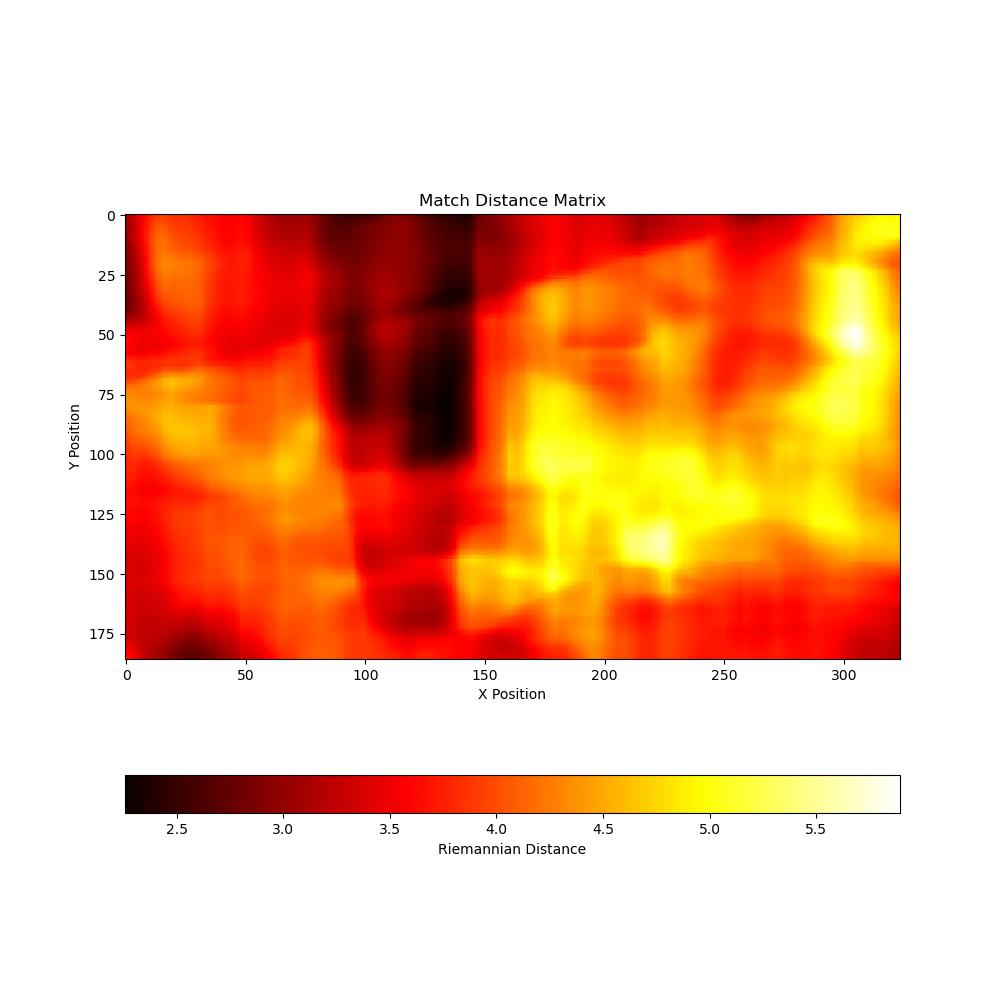 Match Distance Matrix
0
25
50
75
100
125
150
175
Y Position
0 50 100 150 200 250 300
X Position
2.5 3.0 3.5 4.0 4.5 5.0 5.5
Riemannian Distance